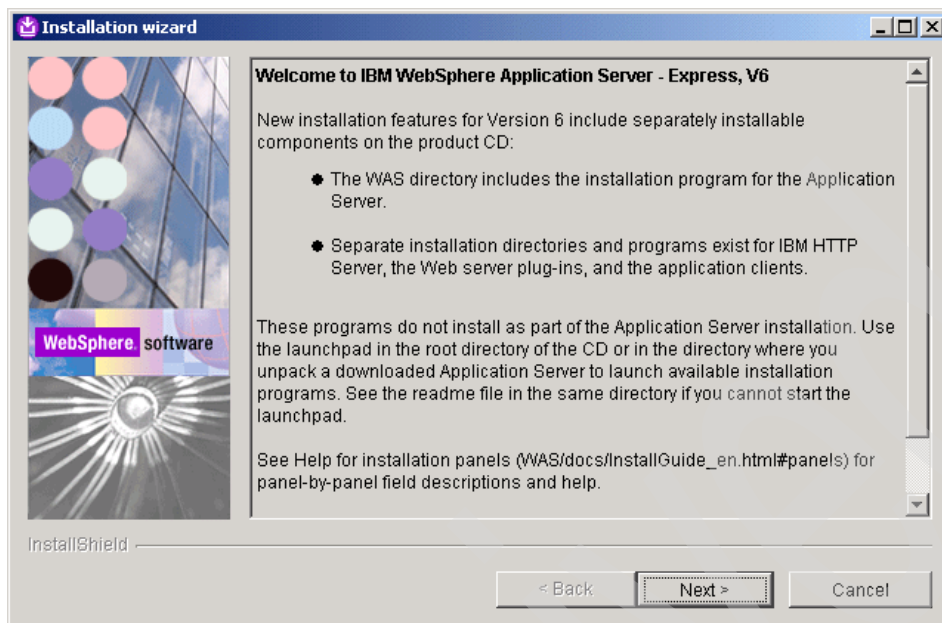 Installation wizard
Welcome to IBM WebSphere Application Server - Express, V6
New installation features for Version 6 include separately installable
components on the product CD:
● The WAS directory includes the installation program for the Application
Server.
● Separate installation directories and programs exist for IBM HTTP
Server, the Web server plug-ins, and the application clients.
These programs do not install as part of the Application Server installation. Use
the launchpad in the root directory of the CD or in the directory where you
unpack a downloaded Application Server to launch available installation
programs. See the readme file in the same directory if you cannot start the
launchpad.
See Help for installation panels (WAS/docs/InstallGuide_en.html#panels) for
panel-by-panel field descriptions and help.
WebSphere. software
InstallShield
< Back
Next >
Cancel